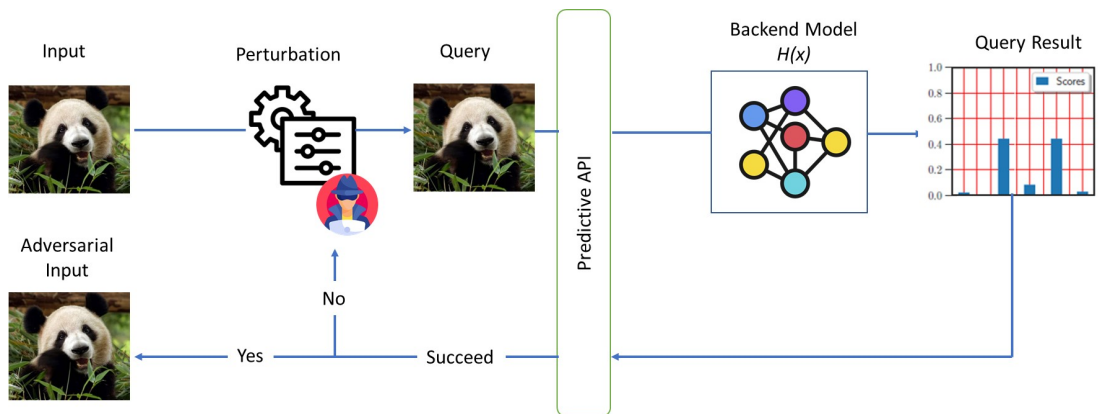 Input
Perturbation
Query
Backend Model
H(x)
Query Result
1.0
0.8
0.6
0.4
0.2
0.0
Scores
Predictive API
Adversarial
Input
No
Yes
Succeed